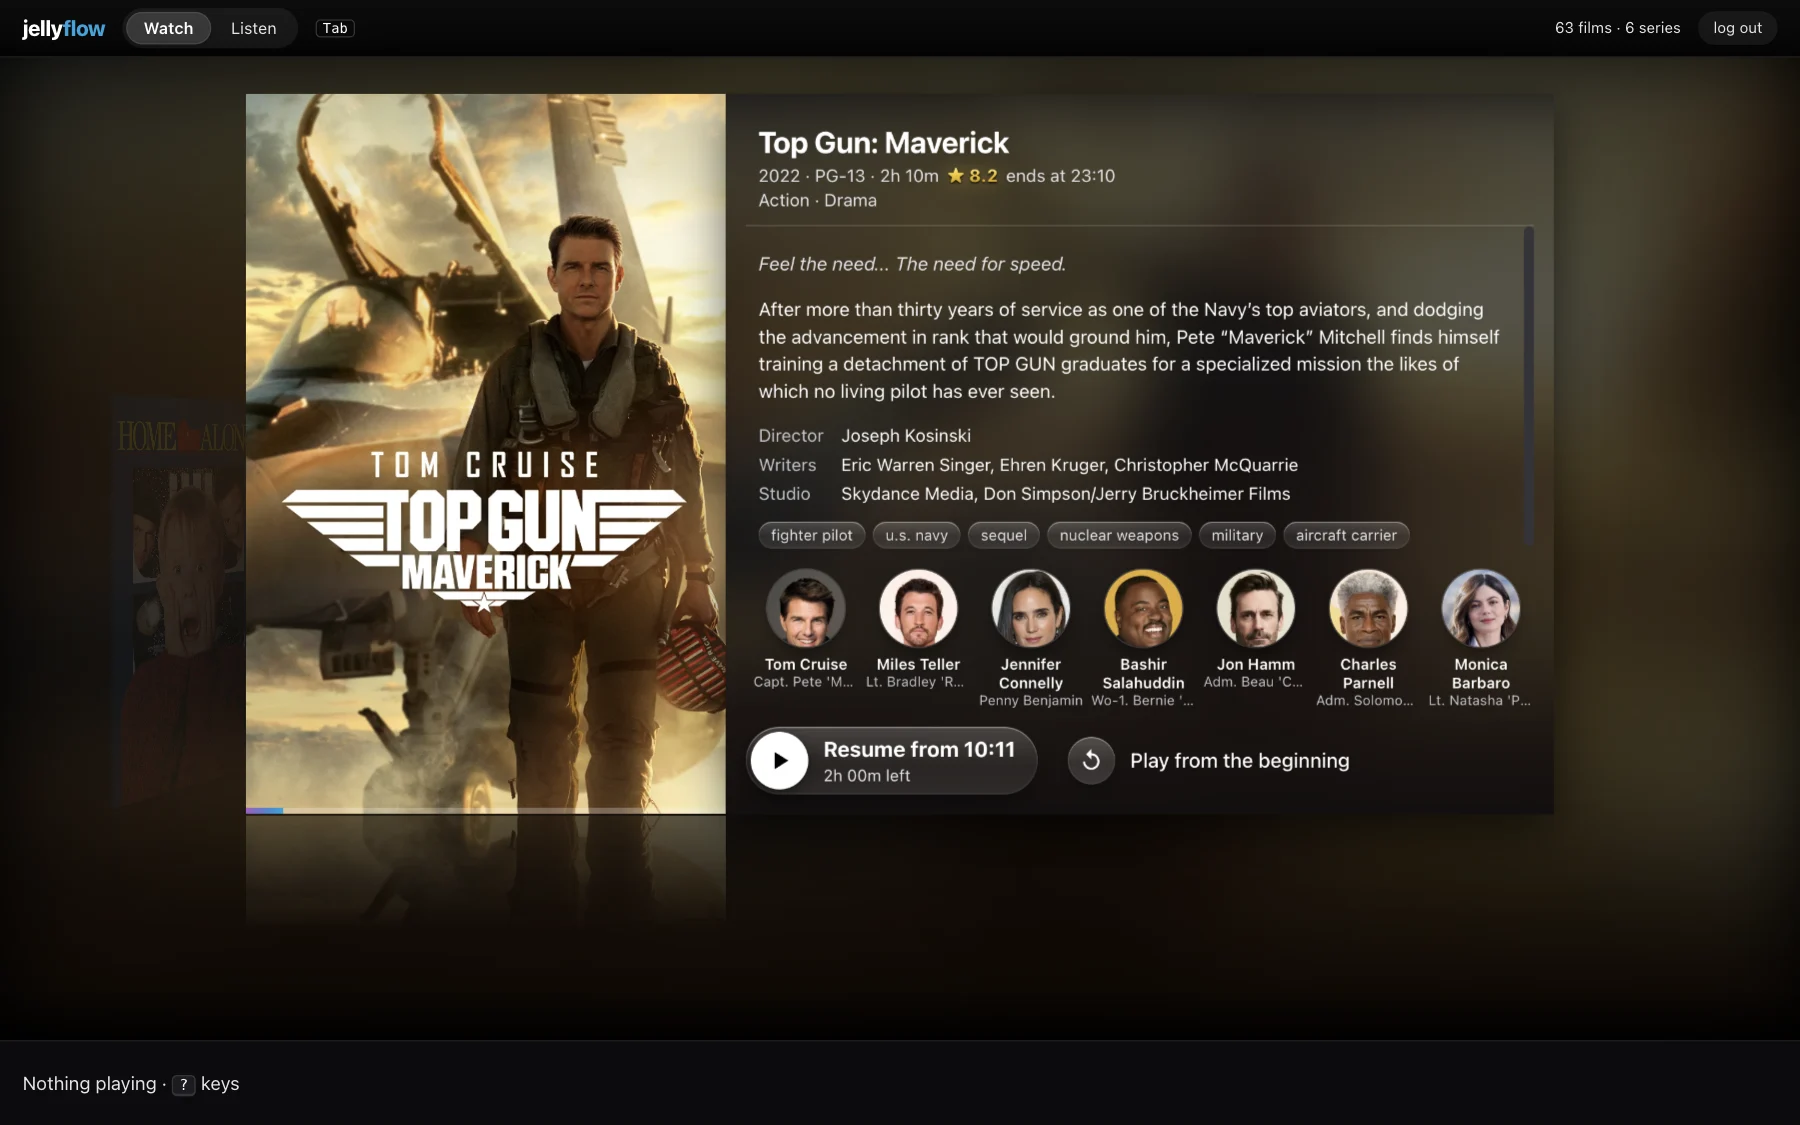 jellyflow
Watch
Listen
Tab
63 films · 6 series
log out
HOME ALON
TOM CRUISE
TOP GUN
MAVERICK
Top Gun: Maverick
2022 · PG-13 · 2h 10m ★ 8.2 ends at 23:10
Action · Drama
Feel the need... The need for speed.
After more than thirty years of service as one of the Navy’s top aviators, and dodging
the advancement in rank that would ground him, Pete “Maverick” Mitchell finds himself
training a detachment of TOP GUN graduates for a specialized mission the likes of
which no living pilot has ever seen.
Director Joseph Kosinski
Writers Eric Warren Singer, Ehren Kruger, Christopher McQuarrie
Studio Skydance Media, Don Simpson/Jerry Bruckheimer Films
fighter pilot
u.s. navy
sequel
nuclear weapons
military
aircraft carrier
Tom Cruise
Capt. Pete 'M...
Miles Teller
Lt. Bradley 'R...
Jennifer
Connelly
Penny Benjamin
Bashir
Salahuddin
Wo-1. Bernie '...
Jon Hamm
Adm. Beau 'C...
Charles
Parnell
Adm. Solomo...
Monica
Barbaro
Lt. Natasha 'P...
Resume from 10:11
2h 00m left
Play from the beginning
Nothing playing · ? keys